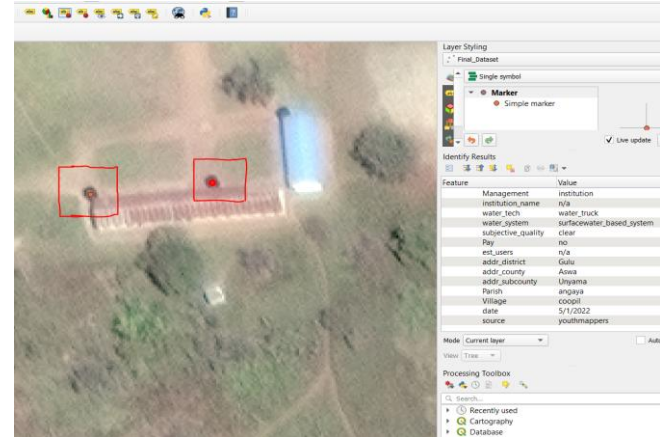 Layer Styling
Final_Dataset
Single symbol
Marker
Simple marker
Live update
Identify Results
Feature Value
Management institution
institution_name n/a
water_tech water_truck
water_system surfacewater_based_system
subjective_quality clear
Pay no
est_users n/a
addr_district Gulu
addr_county Aswa
addr_subcounty Unyama
Parish angaya
Village coopil
date 5/1/2022
source youthmappers
Mode Current layer
View Tree
Processing Toolbox
Search...
Recently used
Cartography
Database